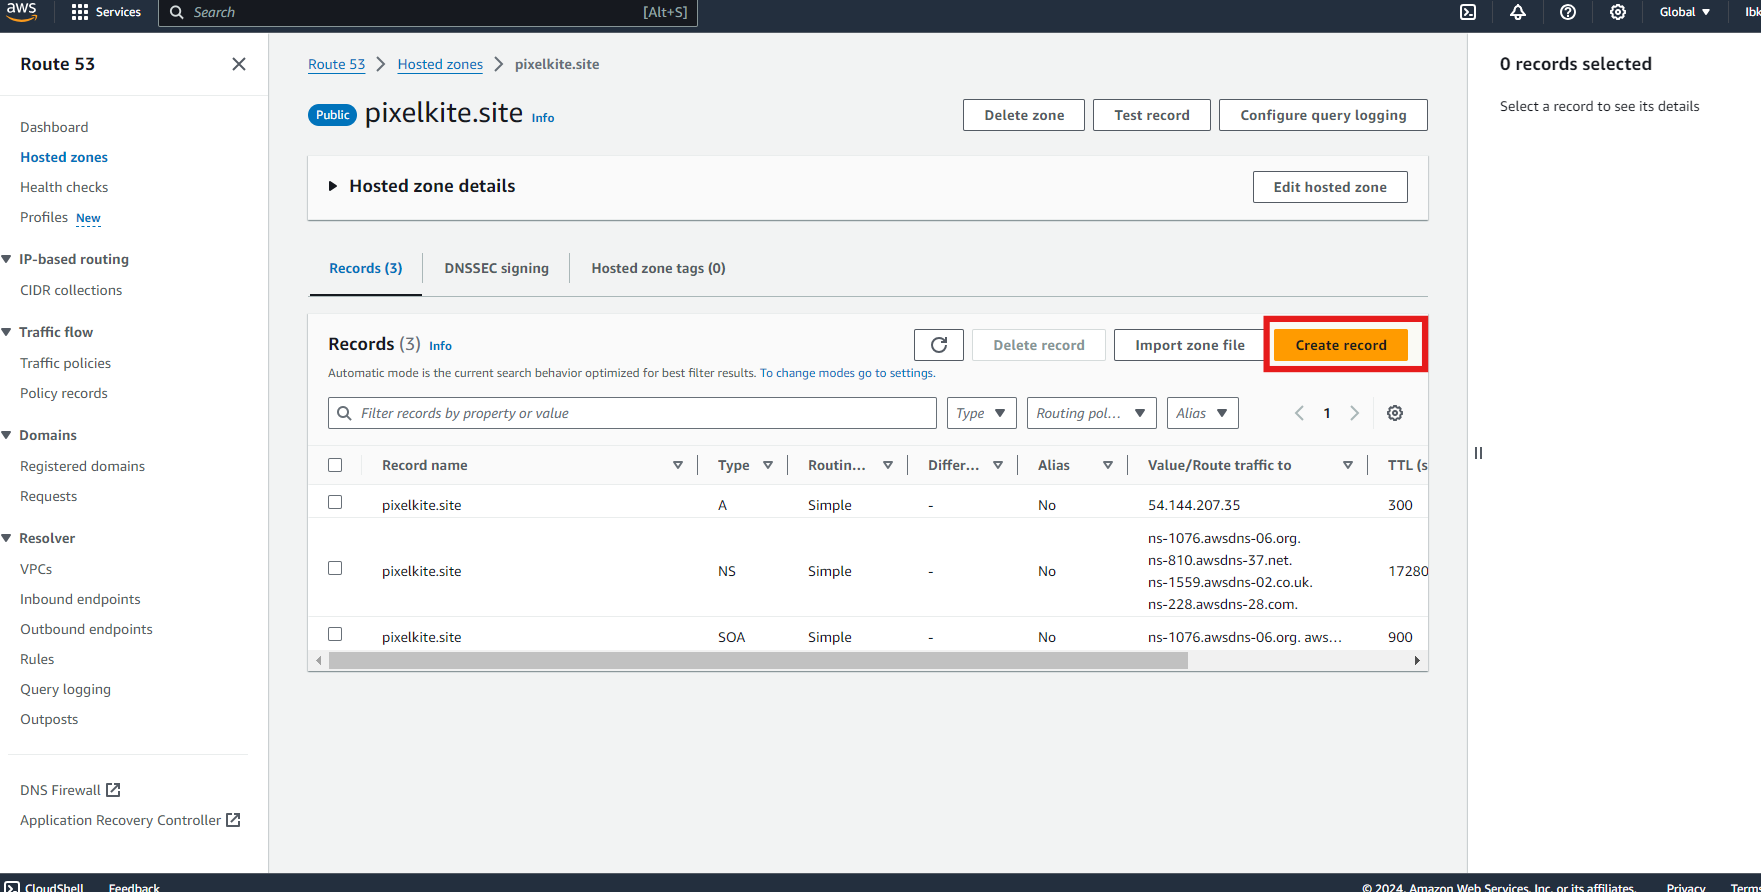 aws
Services
Search [Alt+S]
Global
Route 53
Dashboard
Hosted zones
Health checks
Profiles New
IP-based routing
CIDR collections
Traffic flow
Traffic policies
Policy records
Domains
Registered domains
Requests
Resolver
VPCs
Inbound endpoints
Outbound endpoints
Rules
Query logging
Outposts
DNS Firewall
Application Recovery Controller
Route 53 Hosted zones pixelkite.site
Public pixelkite.site Info
Delete zone Test record Configure query logging
Hosted zone details
Edit hosted zone
Records (3) DNSSEC signing Hosted zone tags (0)
Records (3) Info
Delete record Import zone file Create record
Automatic mode is the current search behavior optimized for best filter results. To change modes go to settings.
Filter records by property or value Type Routing pol... Alias 1
Record name Type Routin... Differ... Alias Value/Route traffic to TTL (s
pixelkite.site A Simple - No 54.144.207.35 300
pixelkite.site NS Simple - No
ns-1076.awsdns-06.org.
ns-810.awsdns-37.net.
ns-1559.awsdns-02.co.uk.
ns-228.awsdns-28.com.
17280
pixelkite.site SOA Simple - No ns-1076.awsdns-06.org. aws... 900
0 records selected
Select a record to see its details
CloudShell Feedback
© 2024, Amazon Web Services, Inc. or its affiliates. Privacy Terms